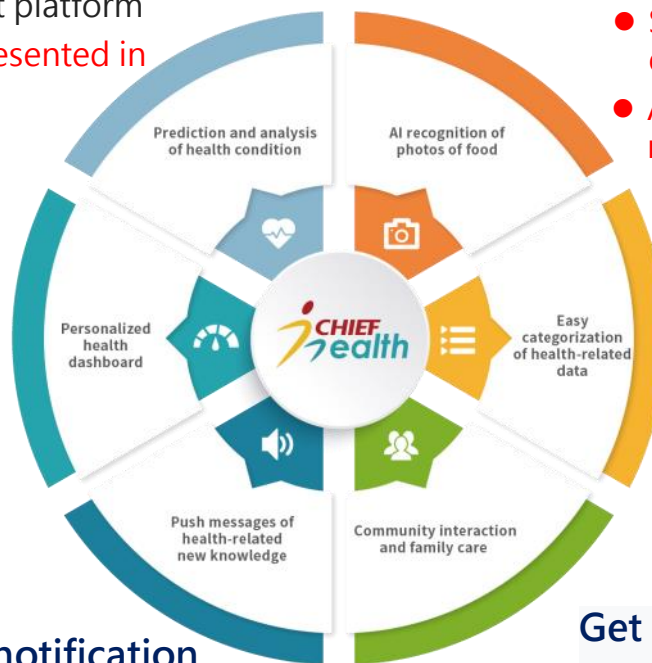 t platform
esented in
Prediction and analysis
of health condition
AI recognition of
photos of food
Personalized
health
dashboard
CHIEF
ealth
Easy
categorization
of health-related
data
Push messages of
health-related
new knowledge
Community interaction
and family care
notification
Get